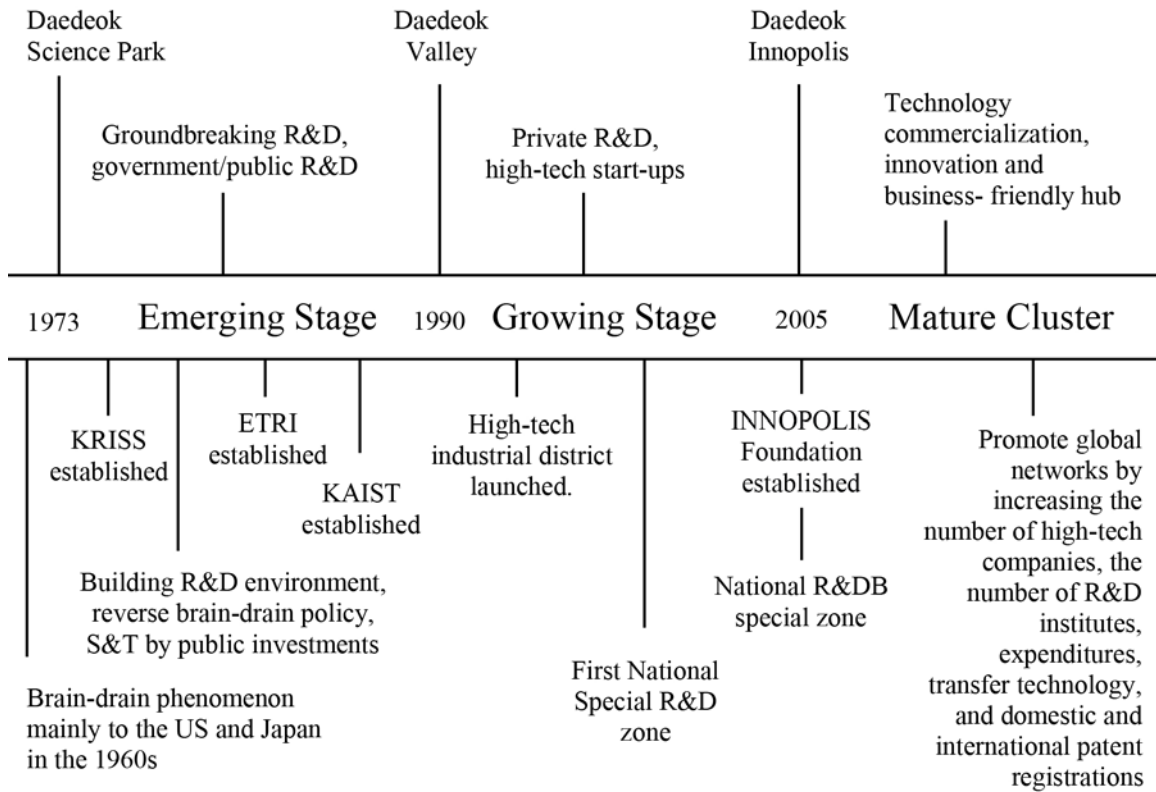 Daedeok
Science Park
Daedeok
Valley
Daedeok
Innopolis
Groundbreaking R&D,
government/public R&D
Private R&D,
high-tech start-ups
Technology
commercialization,
innovation and
business- friendly hub
1973
Emerging Stage
1990
Growing Stage
2005
Mature Cluster
KRISS
established
ETRI
established
KAIST
established
High-tech
industrial district
launched.
INNOPOLIS
Foundation
established
Promote global
networks by
increasing the
number of high-tech
companies, the
number of R&D
institutes,
expenditures,
transfer technology,
and domestic and
international patent
registrations
Building R&D environment,
reverse brain-drain policy,
S&T by public investments
National R&DB
special zone
First National
Special R&D
zone
Brain-drain phenomenon
mainly to the US and Japan
in the 1960s